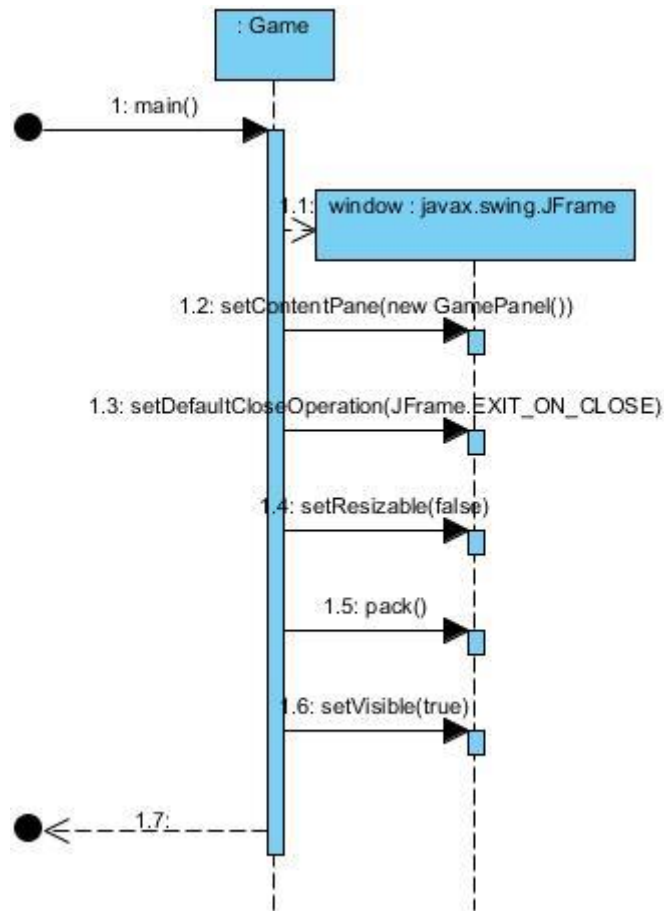 : Game
1: main()
1.1:
window : javax.swing.JFrame
1.2: setContentPane(new GamePanel())
1.3: setDefaultCloseOperation(JFrame.EXIT_ON_CLOSE)
1.4: setResizable(false)
1.5: pack()
1.6: setVisible(true)
1.7: